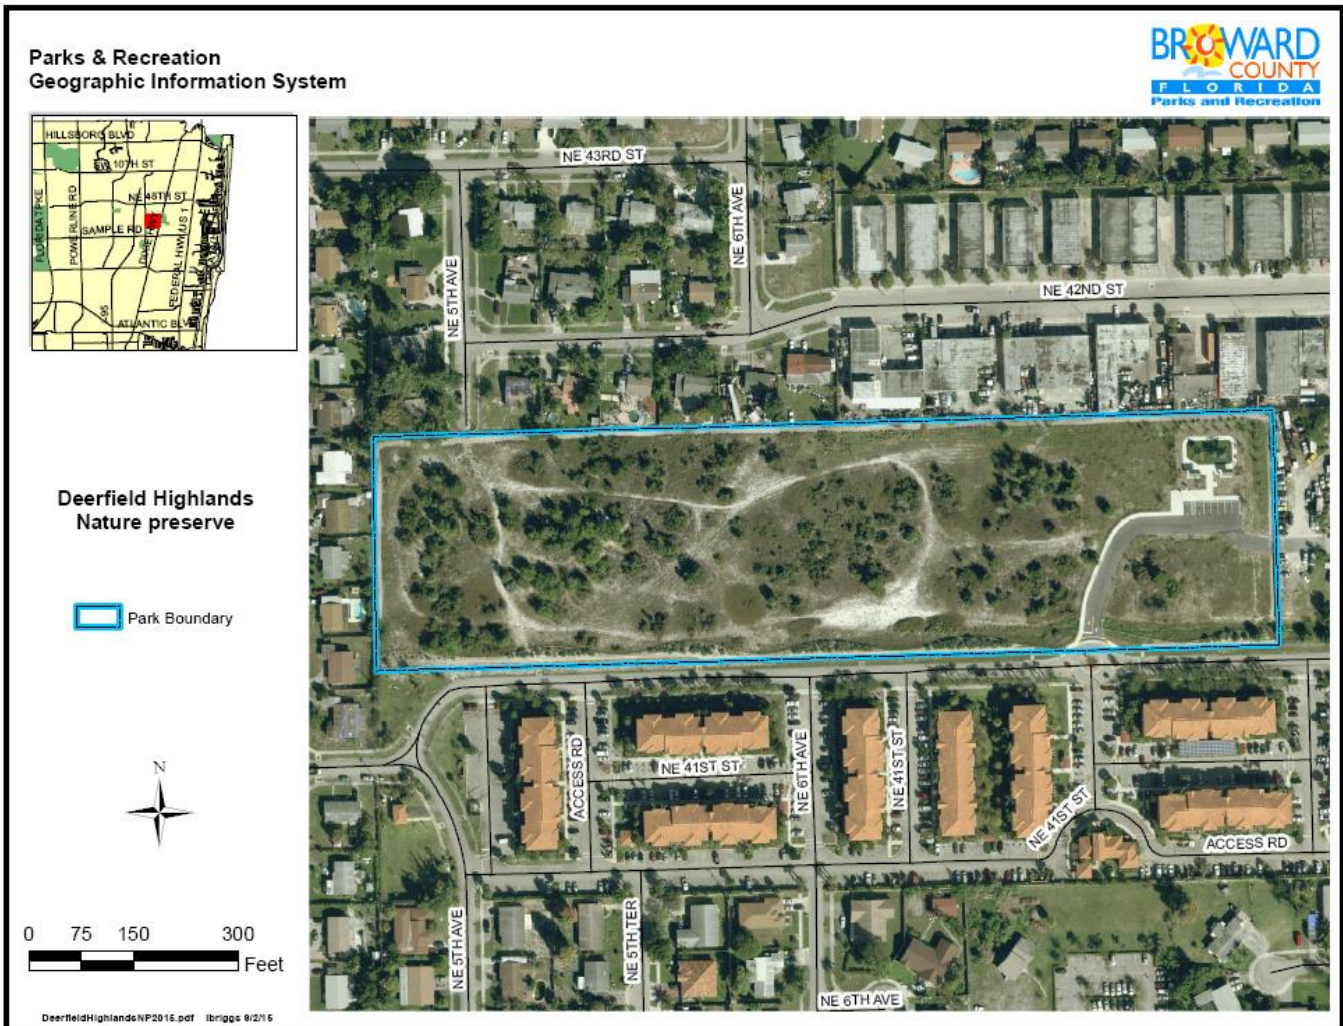 Parks & Recreation
Geographic Information System
BROWARD
COUNTY
FLORIDA
Parks and Recreation
HILLSBORO BLVD
SW 10TH ST
NE 48TH ST
SAMPLE RD
FLORIDA TPKE
POWERLINE RD
I 95
DIXIE HWY
FEDERAL HWY/US 1
ATLANTIC BLVD
NE 43RD ST
NE 6TH AVE
NE 5TH AVE
NE 42ND ST
Deerfield Highlands
Nature preserve
Park Boundary
N
ACCESS RD
NE 41ST ST
NE 6TH AVE
NE 41ST ST
NE 41ST ST
ACCESS RD
NE 5TH AVE
NE 5TH TER
NE 6TH AVE
0 75 150 300
Feet
DeerfieldHighlandsNP2015.pdf lbriggs 9/2/15